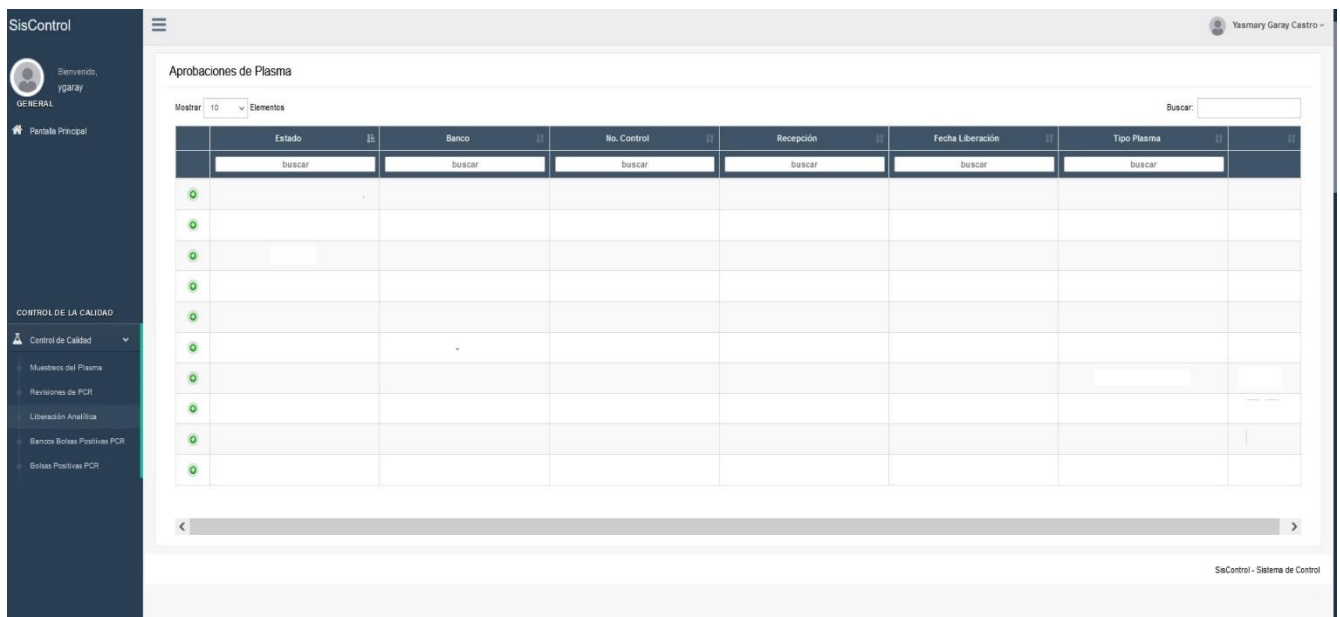 SisControl
Yasmary Garay Castro
Bienvenido,
ygaray
GENERAL
Pantalla Principal
Aprobaciones de Plasma
Mostrar 10 Elementos
Buscar:
Estado Banco No. Control Recepción Fecha Liberación Tipo Plasma
buscar buscar buscar buscar buscar buscar
CONTROL DE LA CALIDAD
Control de Calidad
Muestreos del Plasma
Revisiones de PCR
Liberación Analítica
Bancos Bolsas Positivas PCR
Bolsas Positivas PCR
SisControl - Sistema de Control